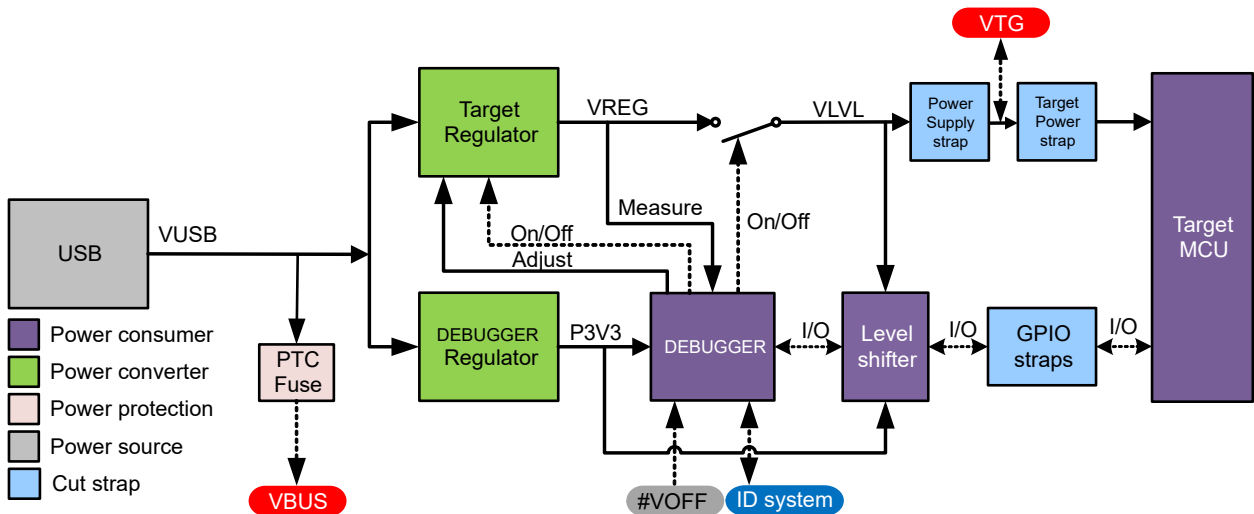 VTG
Target
Regulator
VREG
VLVL
Power
Supply
strap
Target
Power
strap
Target
MCU
USB
VUSB
Measure
On/Off
On/Off
Adjust
DEBUGGER
Regulator
P3V3
DEBUGGER
I/O
Level
shifter
I/O
GPIO
straps
I/O
PTC
Fuse
Power consumer
Power converter
Power protection
Power source
Cut strap
VBUS
#VOFF
ID system